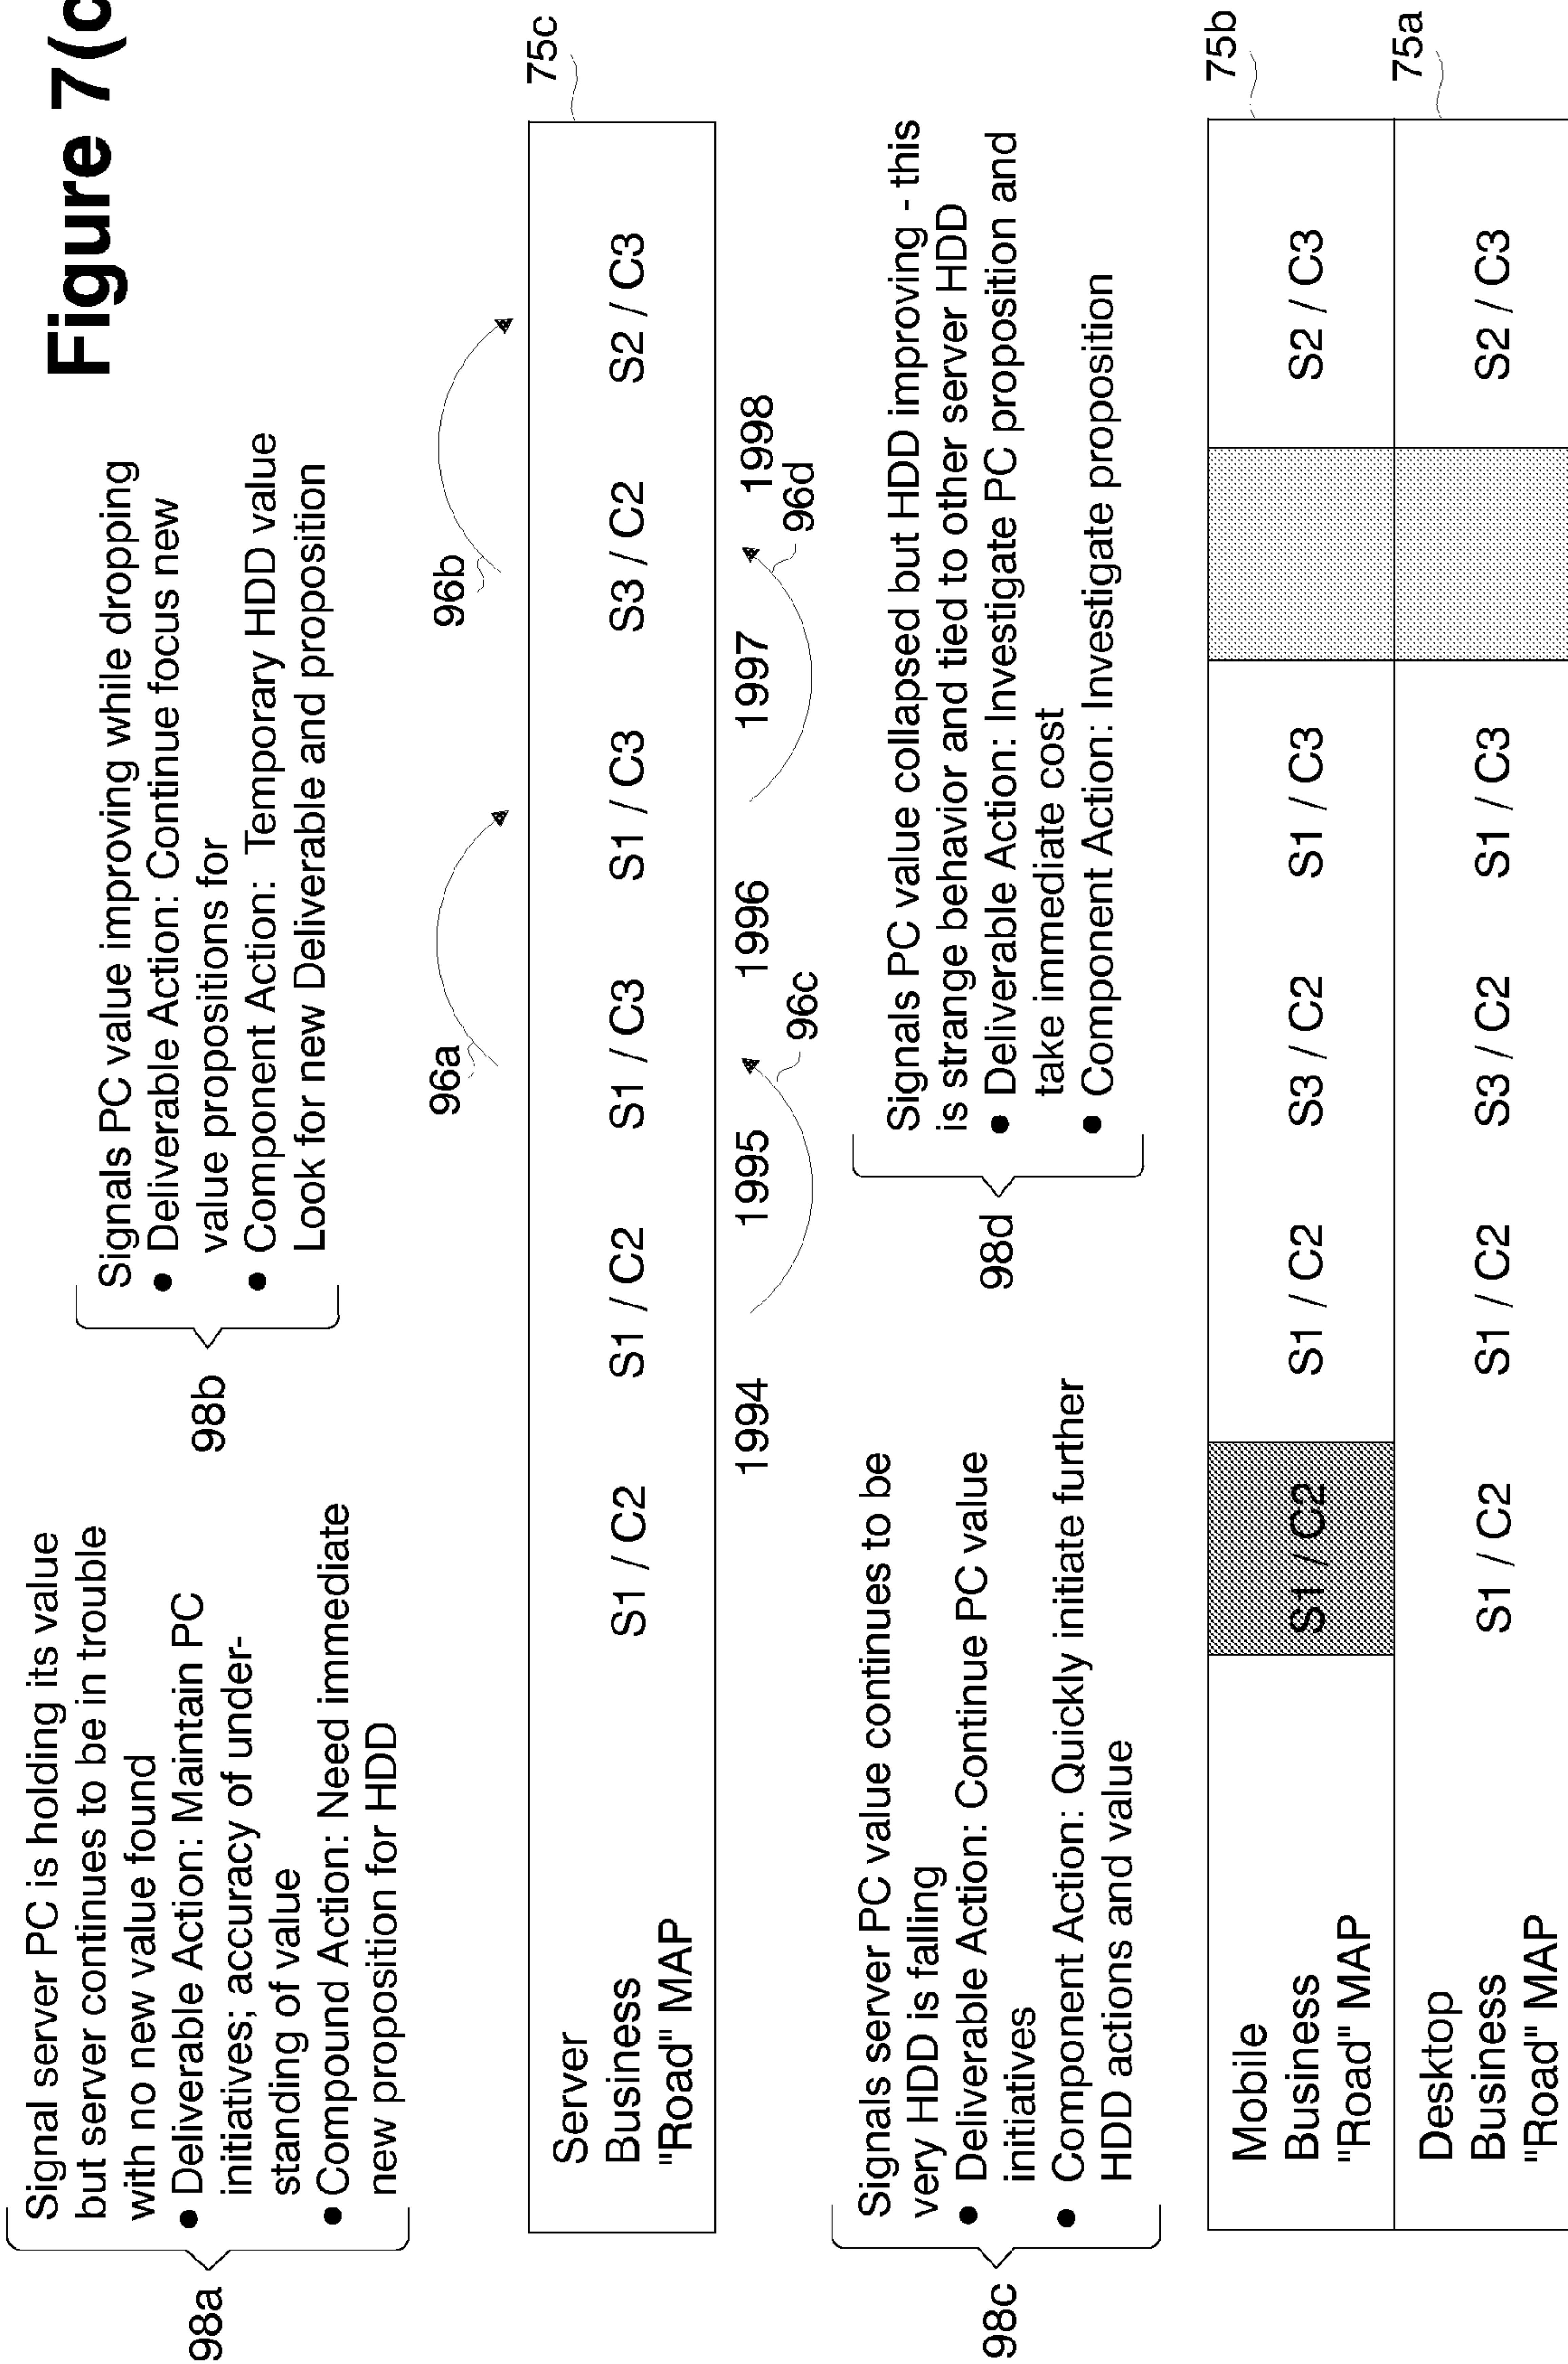 Figure 7(c
98a
Signal server PC is holding its value
but server continues to be in trouble
with no new value found
● Deliverable Action: Maintain PC
initiatives; accuracy of under-
standing of value
● Compound Action: Need immediate
new proposition for HDD
98b
Signals PC value improving while dropping
● Deliverable Action: Continue focus new
value propositions for
● Component Action: Temporary HDD value
Look for new Deliverable and proposition
96a
96b
75c
Server
Business
"Road" MAP
S1 / C2
S1 / C2
S1 / C3
S1 / C3
S3 / C2
S2 / C3
1994
1995
1996
1997
1998
96c
96d
98c
Signals server PC value continues to be
very HDD is falling
● Deliverable Action: Continue PC value
initiatives
● Component Action: Quickly initiate further
HDD actions and value
98d
Signals PC value collapsed but HDD improving - this
is strange behavior and tied to other server HDD
● Deliverable Action: Investigate PC proposition and
take immediate cost
● Component Action: Investigate proposition
75b
Mobile
Business
"Road" MAP
S1 / C2
S1 / C2
S3 / C2
S1 / C3
S2 / C3
75a
Desktop
Business
"Road" MAP
S1 / C2
S1 / C2
S3 / C2
S1 / C3
S2 / C3